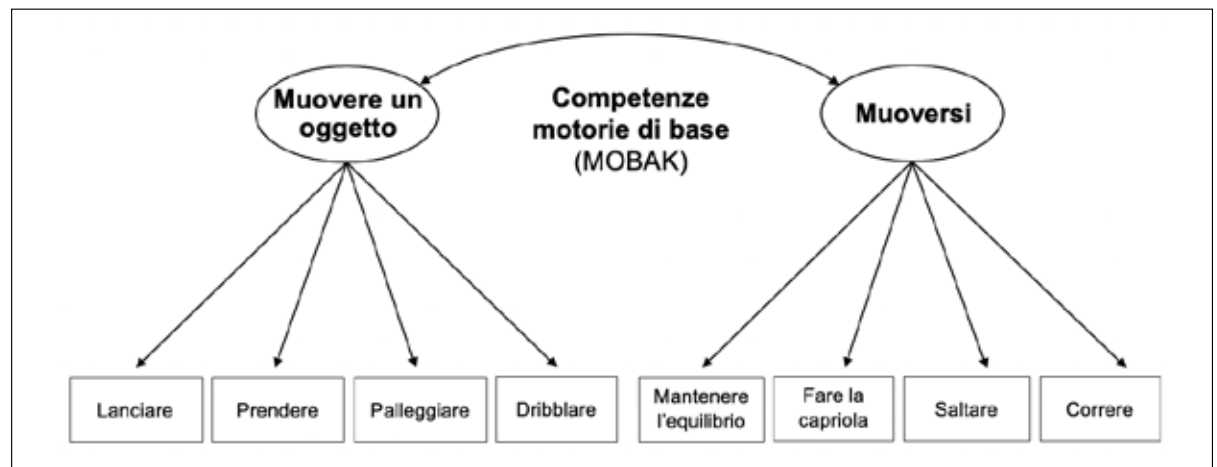 Muovere un
oggetto
Competenze
motorie di base
(MOBAK)
Muoversi
Lanciare
Prendere
Palleggiare
Dribblare
Mantenere
l'equilibrio
Fare la
capriola
Saltare
Correre